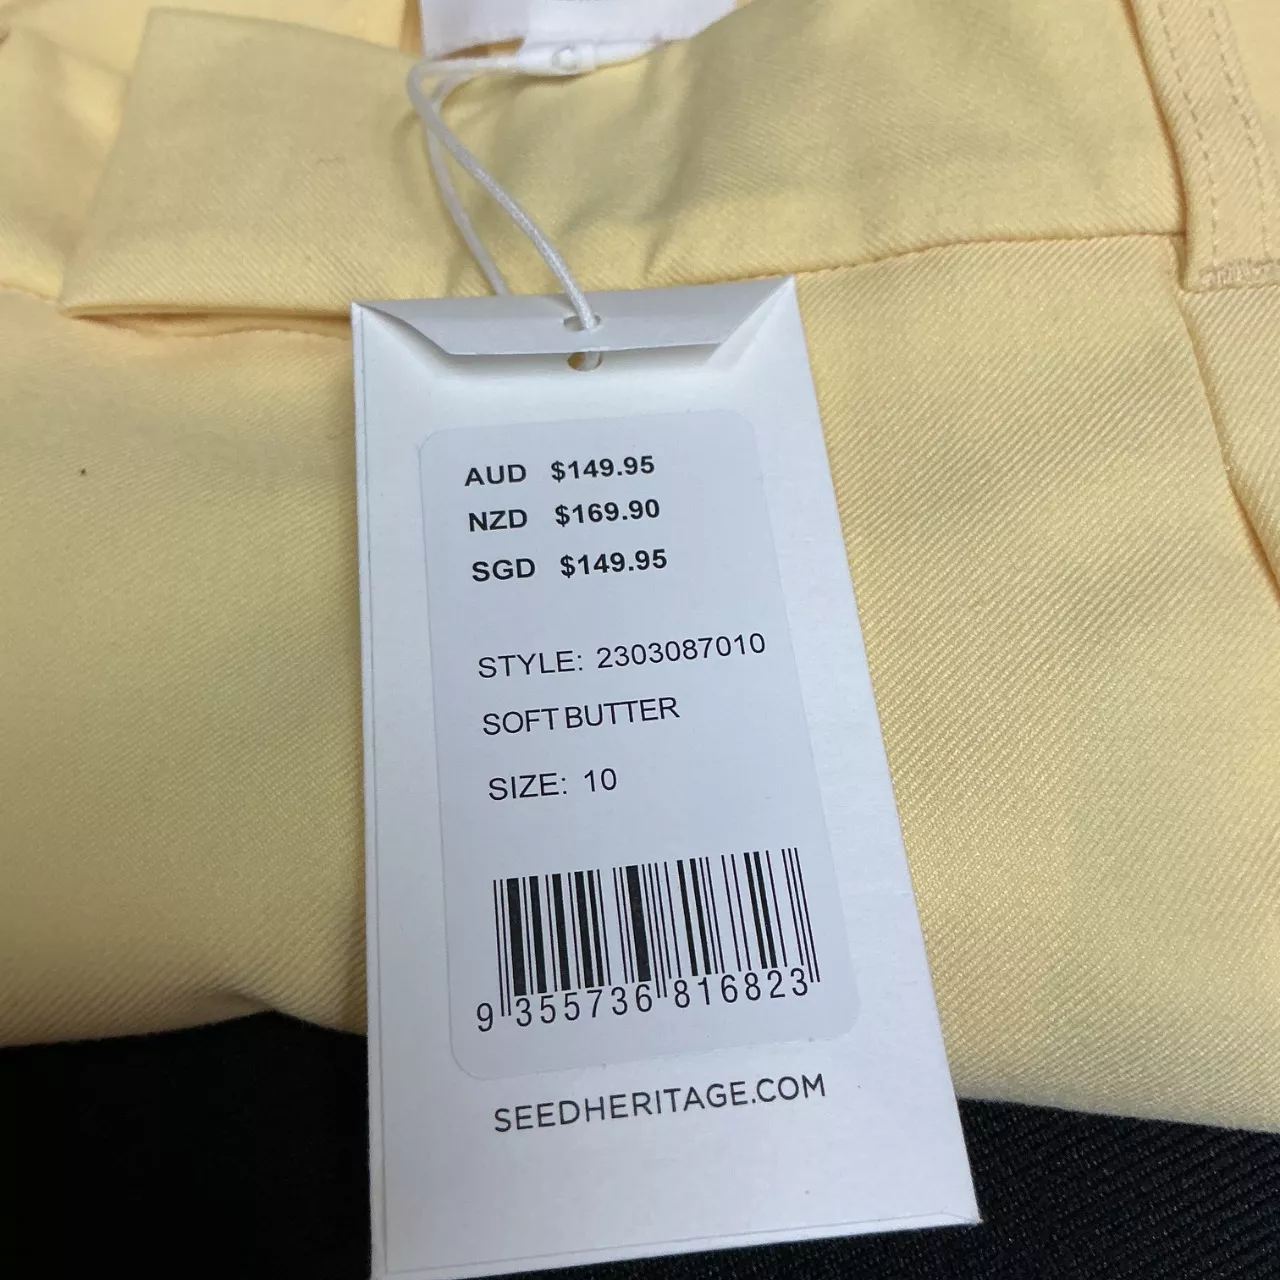 AUD $149.95
NZD $169.90
SGD $149.95
STYLE: 2303087010
SOFT BUTTER
SIZE: 10
9 355736 816823
SEEDHERITAGE.COM